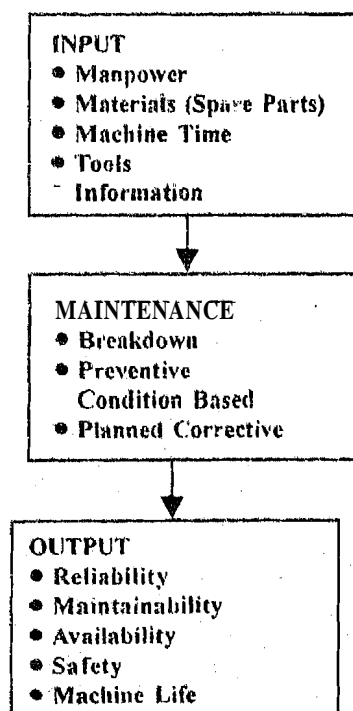 INPUT
● Manpower
● Materials (Spare Parts)
● Machine Time
● Tools
- Information
MAINTENANCE
● Breakdown
● Preventive
Condition Based
● Planned Corrective
OUTPUT
● Reliability
● Maintainability
● Availability
● Safety
● Machine Life